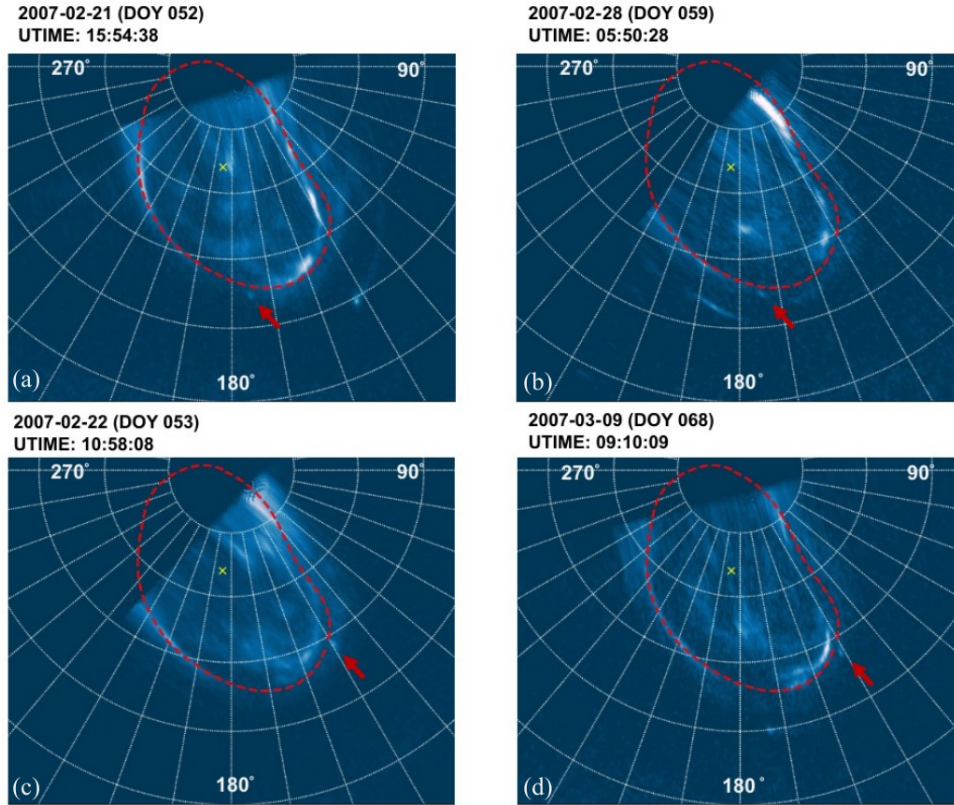 2007-02-21 (DOY 052)
UTIME: 15:54:38
270°
90°
180°
(a)
2007-02-28 (DOY 059)
UTIME: 05:50:28
270°
90°
180°
(b)
2007-02-22 (DOY 053)
UTIME: 10:58:08
270°
90°
180°
(c)
2007-03-09 (DOY 068)
UTIME: 09:10:09
270°
90°
180°
(d)